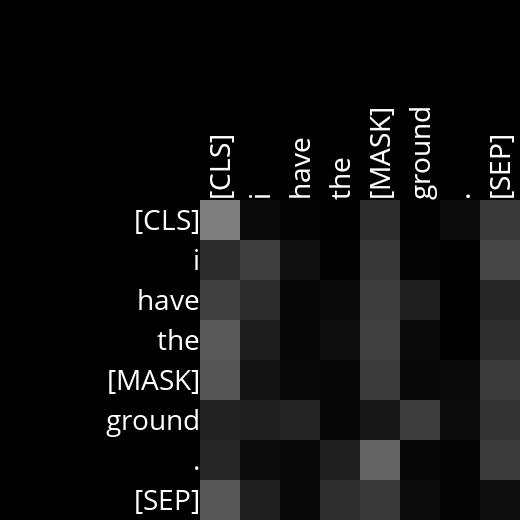 [CLS] i have the [MASK] ground . [SEP]
[CLS]
i
have
the
[MASK]
ground
.
[SEP]